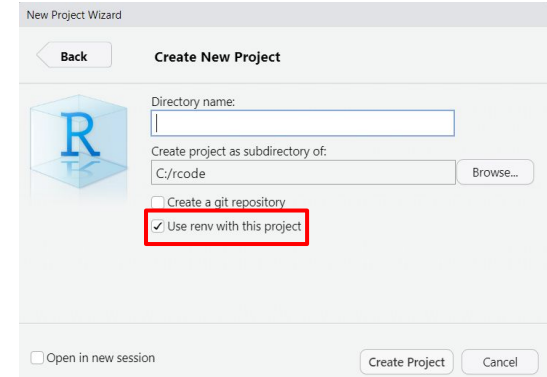 New Project Wizard
Back
Create New Project
R
Directory name:
Create project as subdirectory of:
C:/rcode
Browse...
Create a git repository
Use renv with this project
Open in new session
Create Project
Cancel